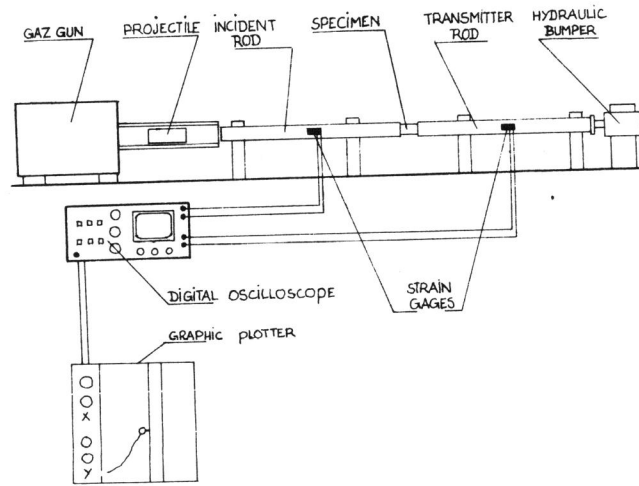 GAZ GUN
PROJECTILE
INCIDENT
ROD
SPECIMEN
TRANSMITTER
ROD
HYDRAULIC
BUMPER
DIGITAL OSCILLOSCOPE
STRAIN
GAGES
GRAPHIC PLOTTER
X
Y